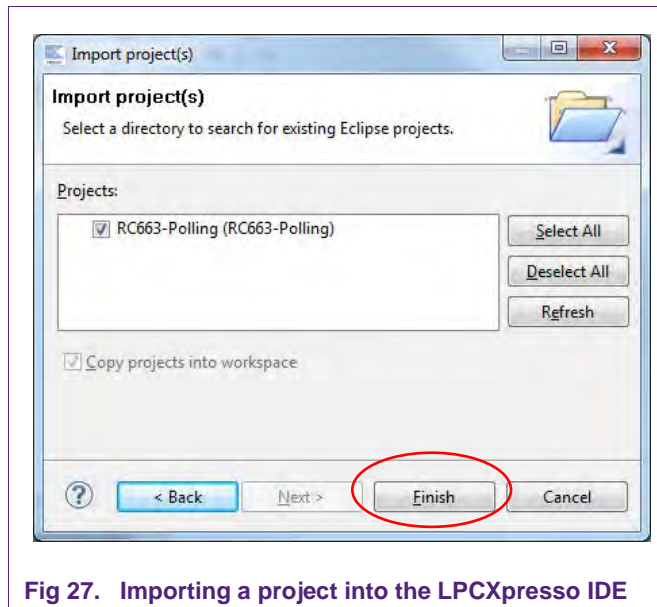 Import project(s)
Import project(s)
Select a directory to search for existing Eclipse projects.
Projects:
RC663-Polling (RC663-Polling)
Select All
Deselect All
Refresh
Copy projects into workspace
?
< Back
Next >
Finish
Cancel
Fig 27. Importing a project into the LPCXpresso IDE